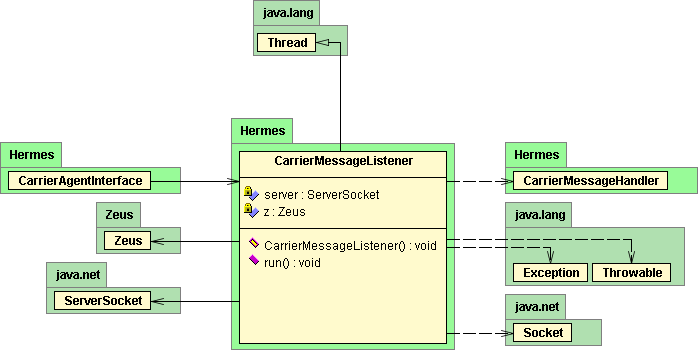 java.lang
Thread
Hermes
CarrierMessageListener
server : ServerSocket
z : Zeus
CarrierMessageListener() : void
run() : void
Hermes
CarrierAgentInterface
Zeus
Zeus
java.net
ServerSocket
Hermes
CarrierMessageHandler
java.lang
Exception
Throwable
java.net
Socket